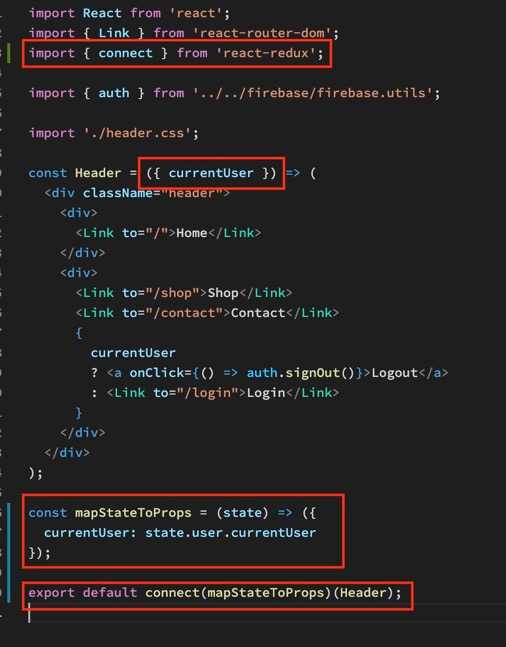 import React from 'react';
import { Link } from 'react-router-dom';
import { connect } from 'react-redux';
import { auth } from '../../firebase/firebase.utils';
import './header.css';
const Header = ({ currentUser }) => (
<div className="header">
<div>
<Link to="/">Home</Link>
</div>
<div>
<Link to="/shop">Shop</Link>
<Link to="/contact">Contact</Link>
{
currentUser
? <a onClick={() => auth.signOut()}>Logout</a>
: <Link to="/login">Login</Link>
}
</div>
</div>
);
const mapStateToProps = (state) => ({
currentUser: state.user.currentUser
});
export default connect(mapStateToProps)(Header);